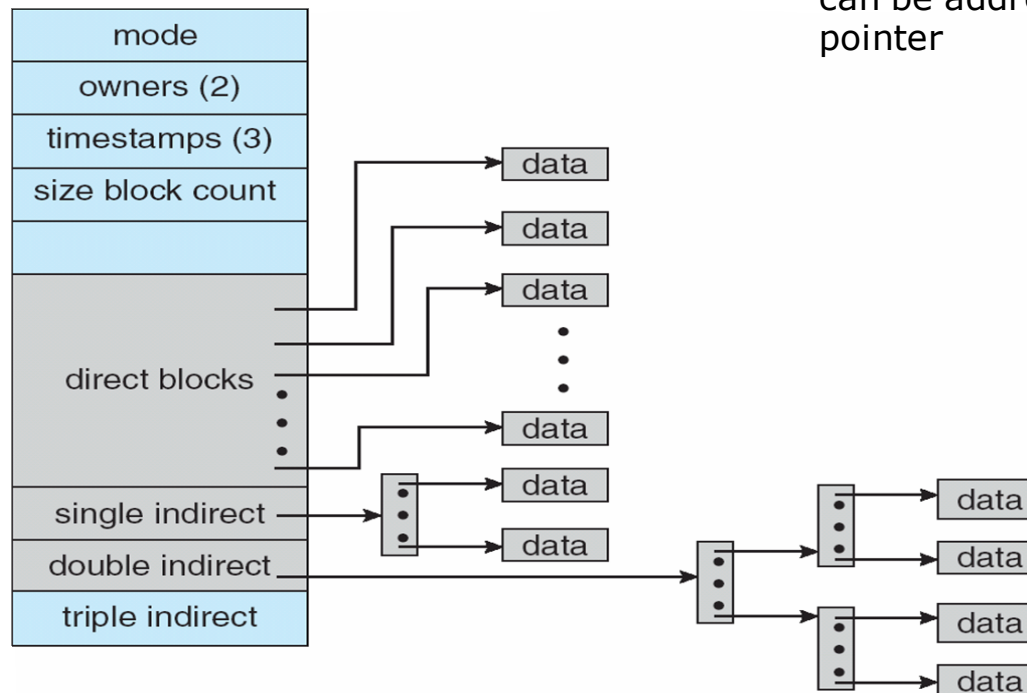 can be addre
pointer
mode
owners (2)
timestamps (3)
size block count
direct blocks
single indirect
double indirect
triple indirect
data
data
data
data
data
data
data
data
data
data